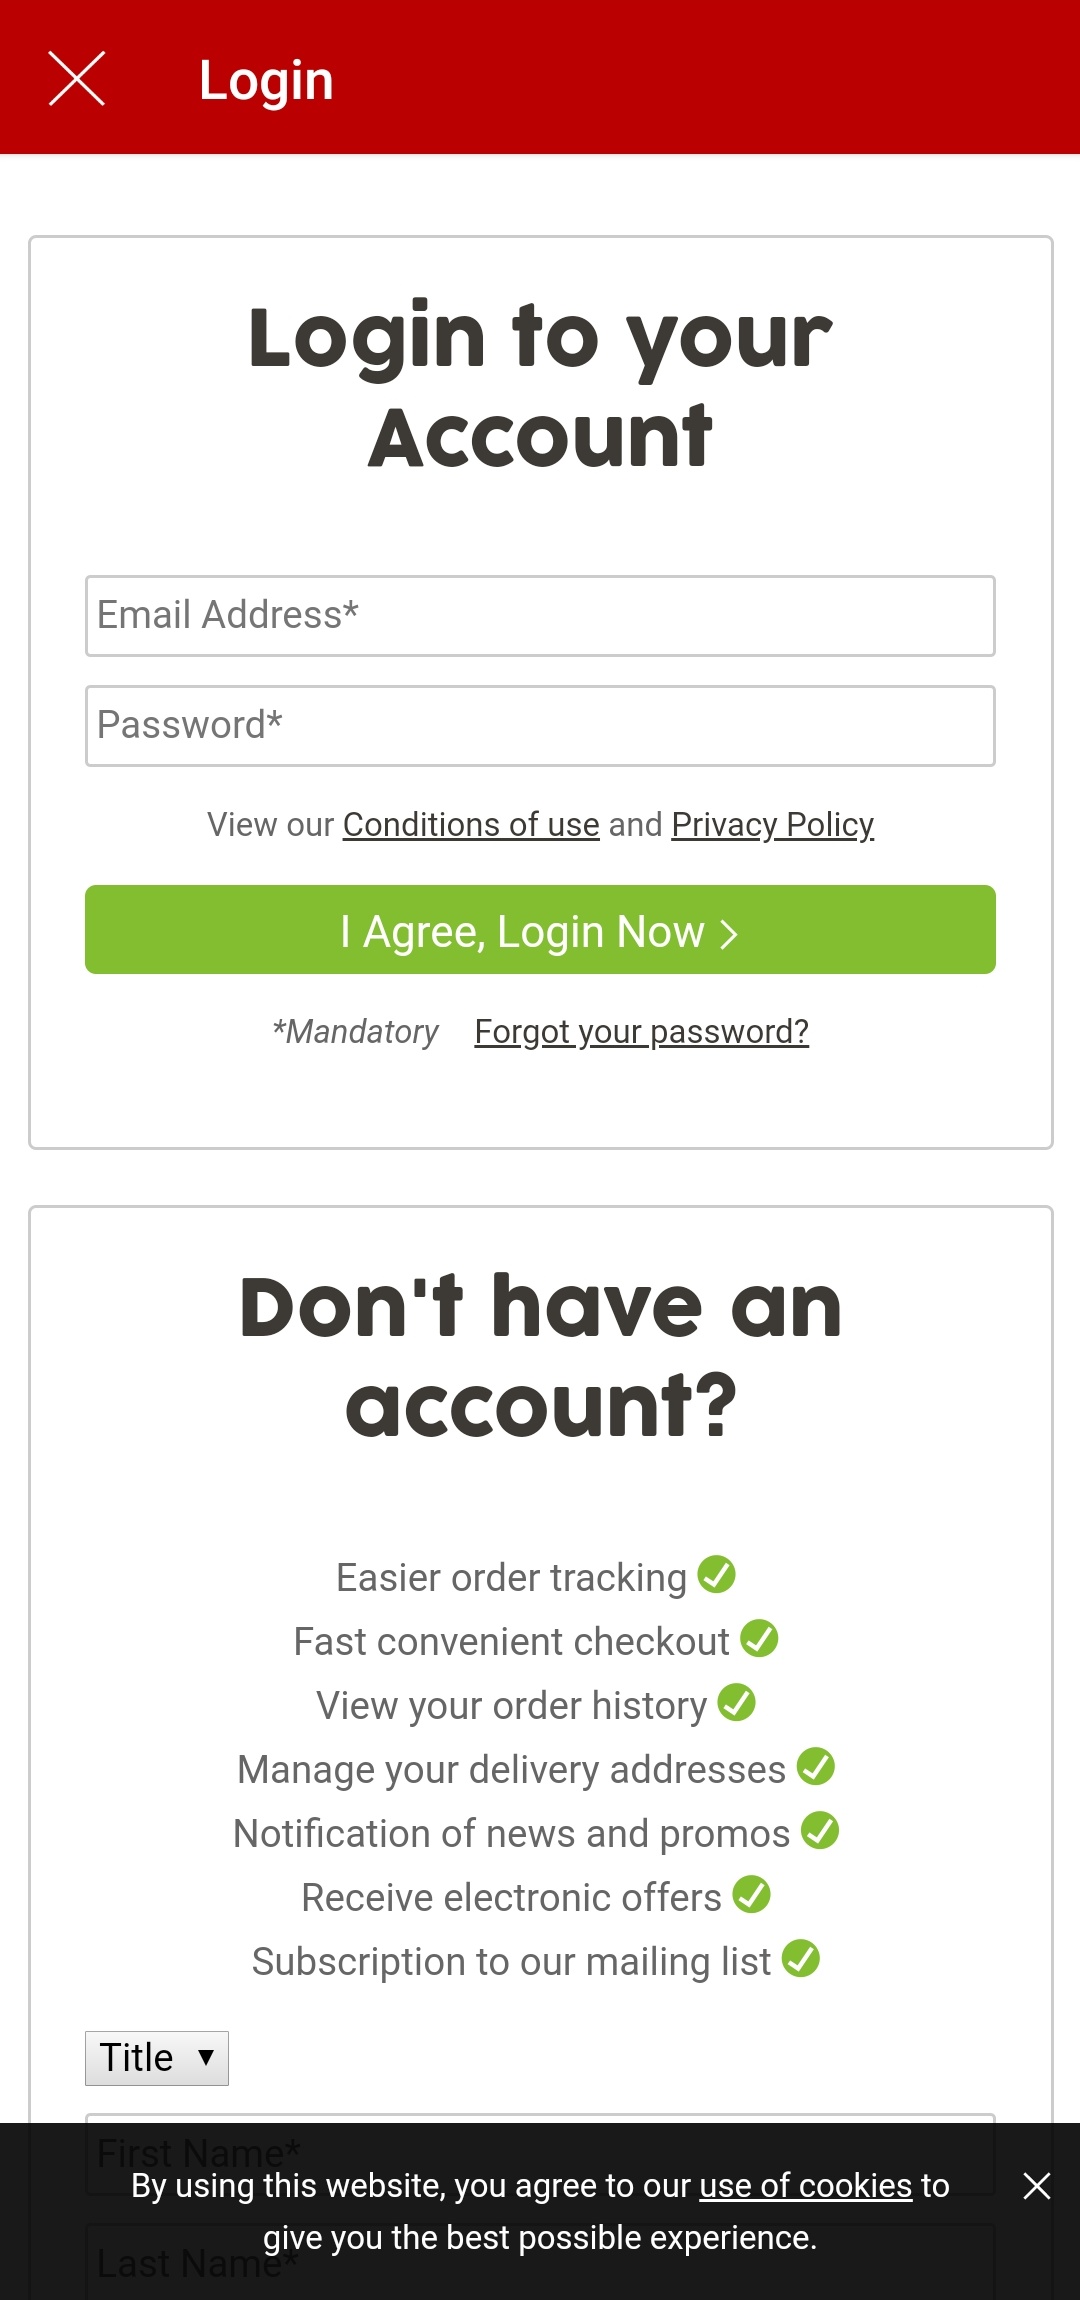 Login
Login to your
Account
Email Address*
Password*
View our Conditions of use and Privacy Policy
I Agree, Login Now
*Mandatory Forgot your password?
Don't have an
account?
Easier order tracking
Fast convenient checkout
View your order history
Manage your delivery addresses
Notification of news and promos
Receive electronic offers
Subscription to our mailing list
Title
First Name*
By using this website, you agree to our use of cookies to
give you the best possible experience.
Last Name*